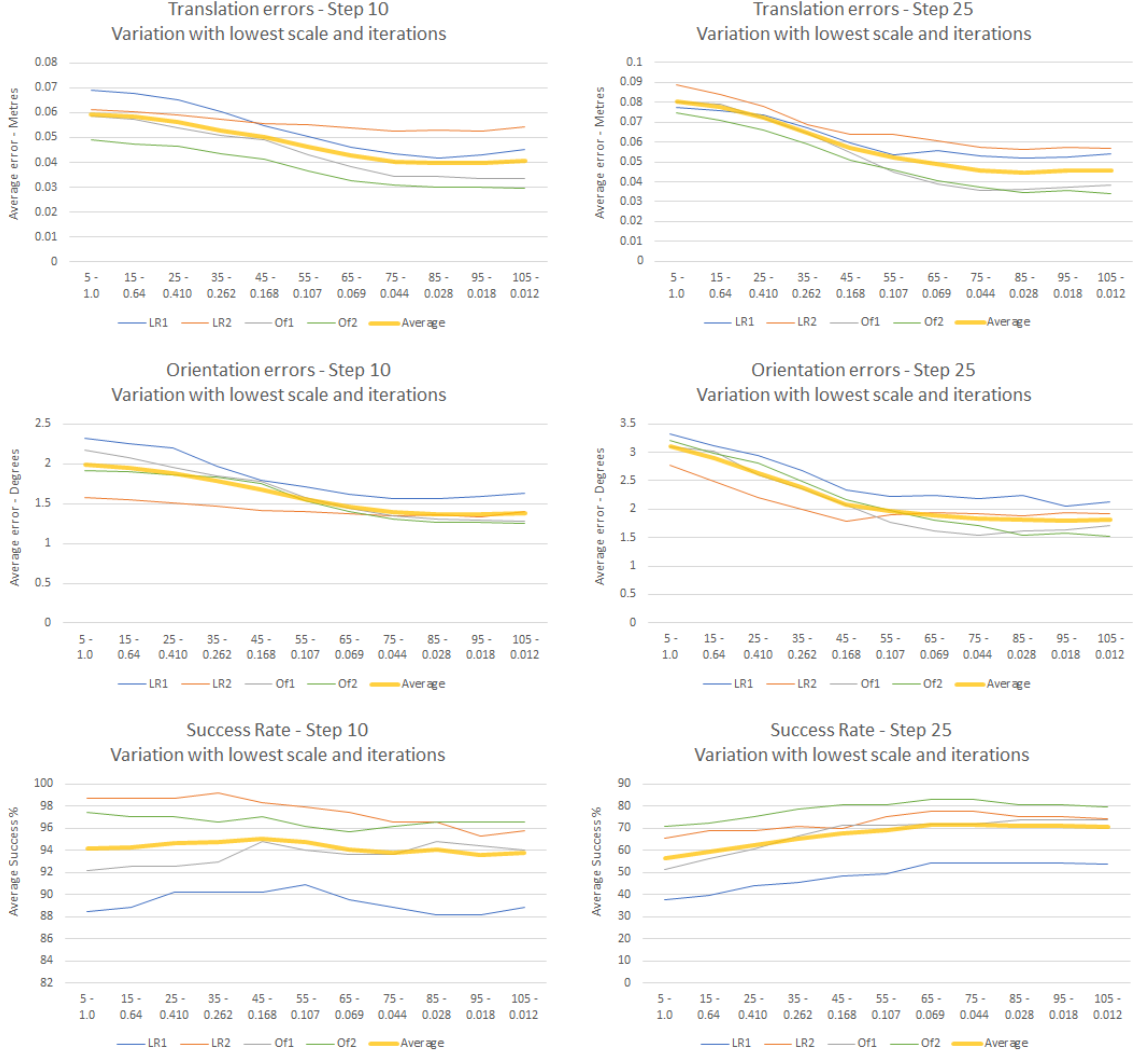 Translation errors - Step 10
Variation with lowest scale and iterations
Average error - Metres
0.08
0.07
0.06
0.05
0.04
0.03
0.02
0.01
0
5 - 15 - 25 - 35 - 45 - 55 - 65 - 75 - 85 - 95 - 105 -
1.0 0.64 0.410 0.262 0.168 0.107 0.069 0.044 0.028 0.018 0.012
LR1 LR2 Of1 Of2 Average
Translation errors - Step 25
Variation with lowest scale and iterations
Average error - Metres
0.1
0.09
0.08
0.07
0.06
0.05
0.04
0.03
0.02
0.01
0
5 - 15 - 25 - 35 - 45 - 55 - 65 - 75 - 85 - 95 - 105 -
1.0 0.64 0.410 0.262 0.168 0.107 0.069 0.044 0.028 0.018 0.012
LR1 LR2 Of1 Of2 Average
Orientation errors - Step 10
Variation with lowest scale and iterations
Average error - Degrees
2.5
2
1.5
1
0.5
0
5 - 15 - 25 - 35 - 45 - 55 - 65 - 75 - 85 - 95 - 105 -
1.0 0.64 0.410 0.262 0.168 0.107 0.069 0.044 0.028 0.018 0.012
LR1 LR2 Of1 Of2 Average
Orientation errors - Step 25
Variation with lowest scale and iterations
Average error - Degrees
3.5
3
2.5
2
1.5
1
0.5
0
5 - 15 - 25 - 35 - 45 - 55 - 65 - 75 - 85 - 95 - 105 -
1.0 0.64 0.410 0.262 0.168 0.107 0.069 0.044 0.028 0.018 0.012
LR1 LR2 Of1 Of2 Average
Success Rate - Step 10
Variation with lowest scale and iterations
Average Success %
100
98
96
94
92
90
88
86
84
82
5 - 15 - 25 - 35 - 45 - 55 - 65 - 75 - 85 - 95 - 105 -
1.0 0.64 0.410 0.262 0.168 0.107 0.069 0.044 0.028 0.018 0.012
LR1 LR2 Of1 Of2 Average
Success Rate - Step 25
Variation with lowest scale and iterations
Average Success %
90
80
70
60
50
40
30
20
10
0
5 - 15 - 25 - 35 - 45 - 55 - 65 - 75 - 85 - 95 - 105 -
1.0 0.64 0.410 0.262 0.168 0.107 0.069 0.044 0.028 0.018 0.012
LR1 LR2 Of1 Of2 Average